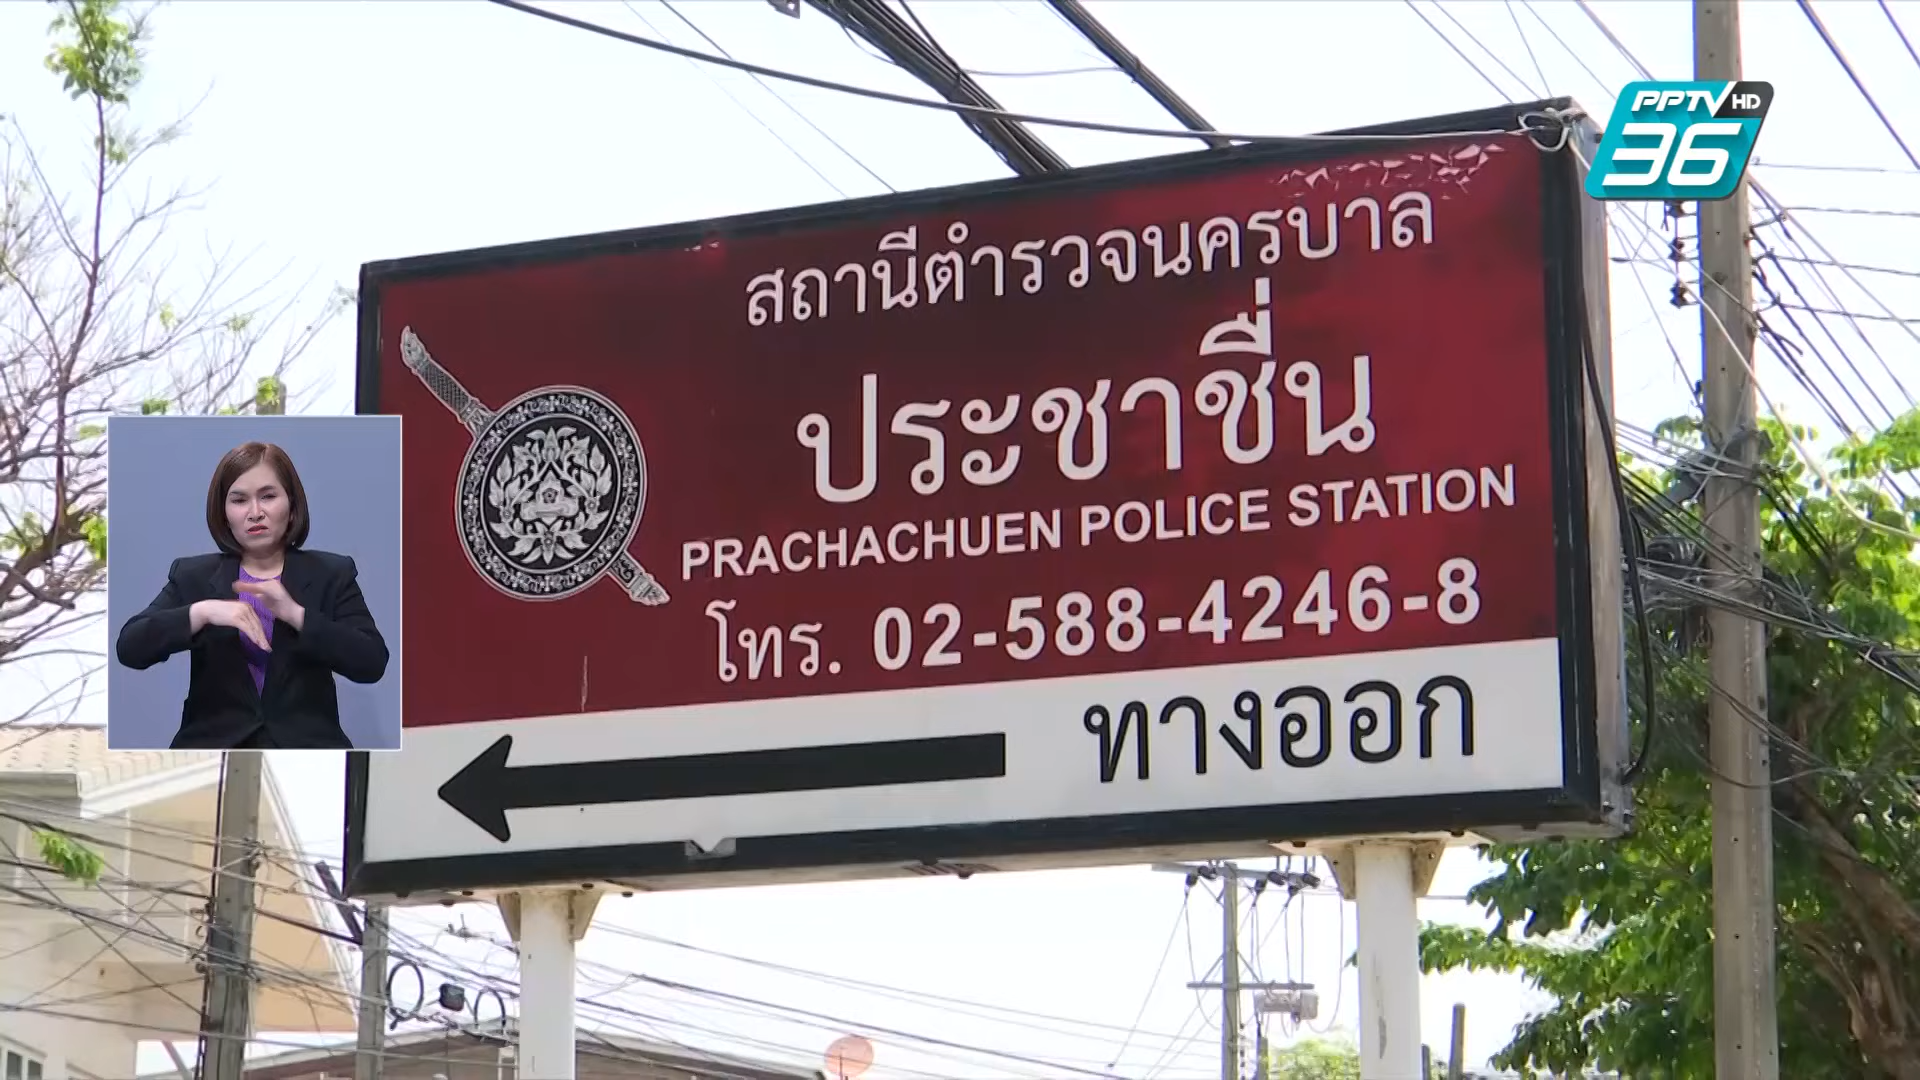 PPTV HD
36
สถานีตำรวจนครบาล
ประชาชื่น
PRACHACHUEN POLICE STATION
โทร. 02-588-4246-8
ทางออก